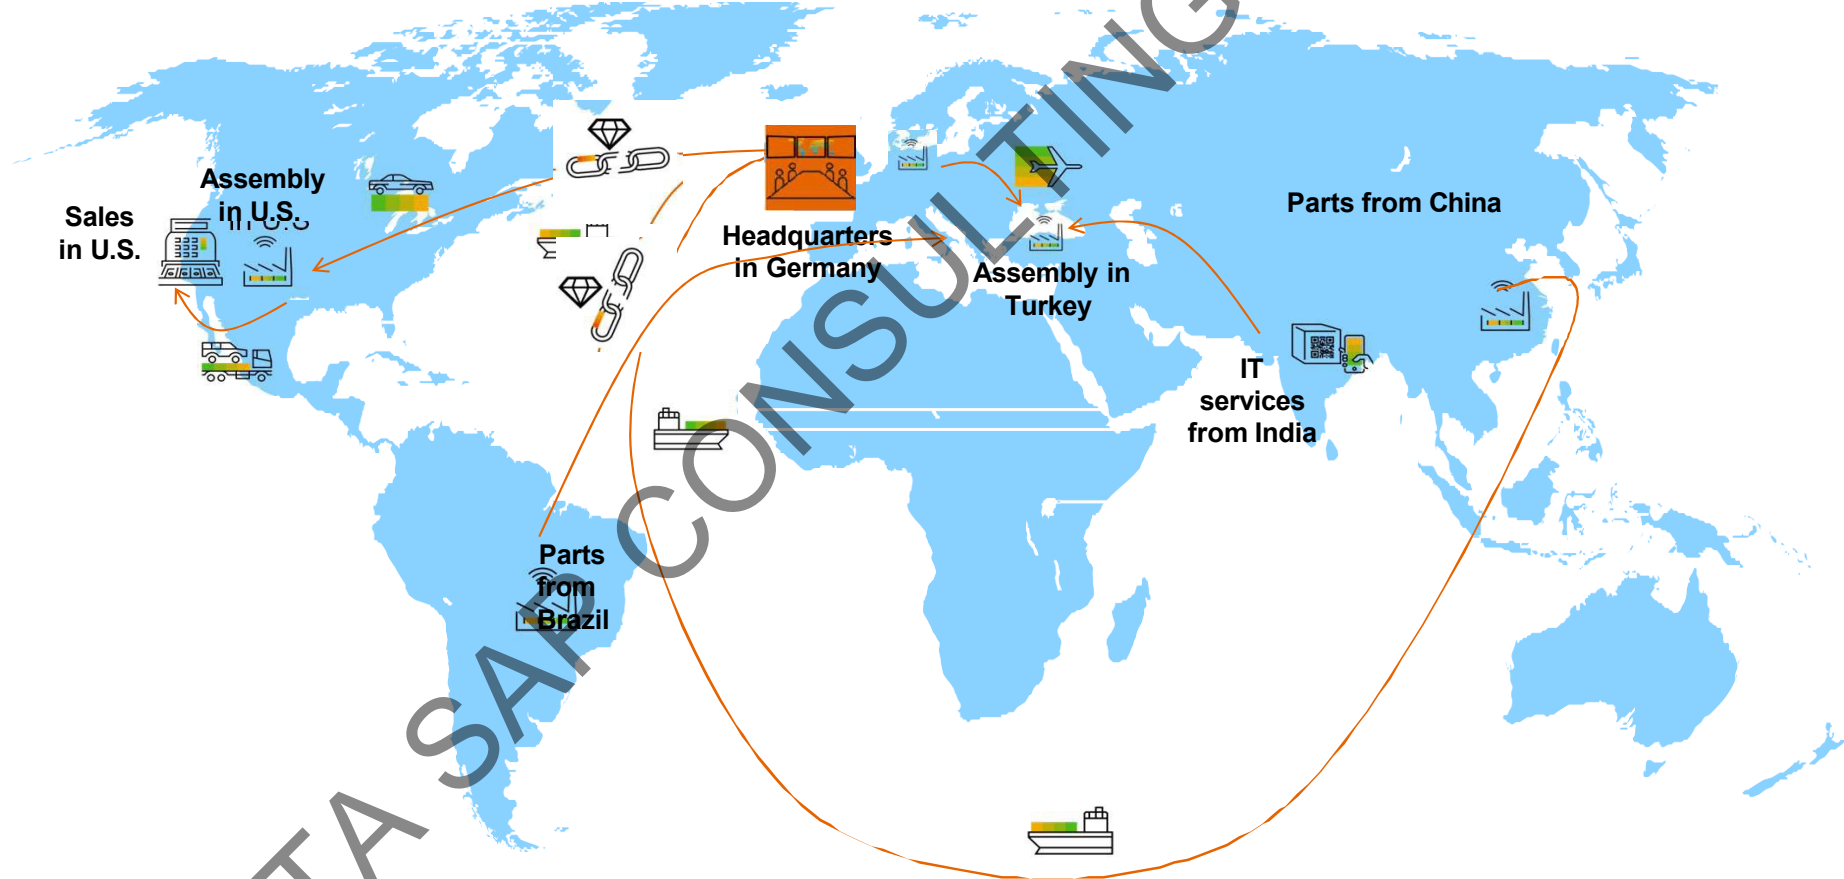 Assembly
in U.S.
Sales
in U.S.
Headquarters
in Germany
Assembly in
Turkey
Parts from China
IT
services
from India
Parts
from
Brazil
TA SAP CONSULTING